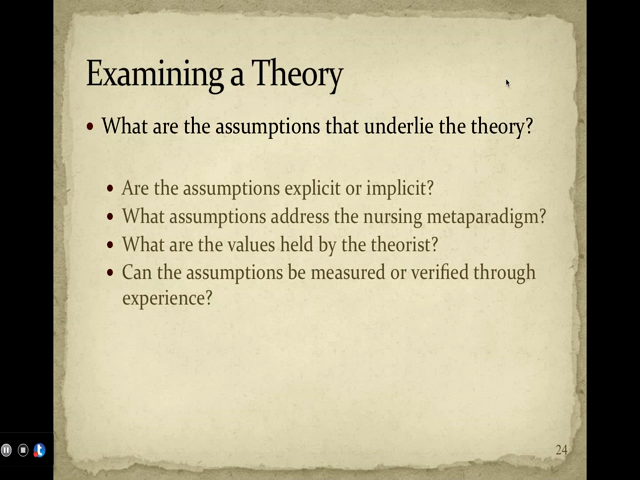 Examining a Theory
• What are the assumptions that underlie the theory?
• Are the assumptions explicit or implicit?
• What assumptions address the nursing metaparadigm?
• What are the values held by the theorist?
• Can the assumptions be measured or verified through
experience?
24